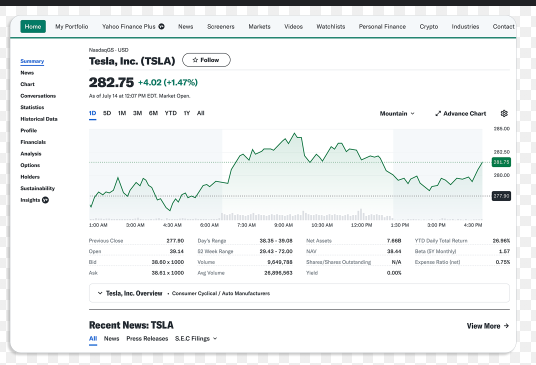 Home My Portfolio Yahoo Finance Plus News Screeners Markets Videos Watchlists Personal Finance Crypto Industries Contact
NasdaqGS · USD
Tesla, Inc. (TSLA) Follow
282.75 +4.02 (+1.47%)
As of July 14 at 12:07 PM EDT. Market Open.
Summary
News
Chart
Conversations
Statistics
Historical Data
Profile
Financials
Analysis
Options
Holders
Sustainability
Insights
1D 5D 1M 3M 6M YTD 1Y All Mountain Advance Chart
285.00
283.50
281.75
280.00
277.90
1:00 AM 3:00 AM 4:30 AM 6:00 AM 7:30 AM 9:00 AM 10:30 AM 12:00 PM 1:30 PM 3:00 PM 4:30 PM
Previous Close 277.90 Day's Range 38.35 - 39.08 Net Assets 7.66B YTD Daily Total Return 26.96%
Open 39.14 52 Week Range 29.43 - 73.00 NAV 38.44 Beta (5Y Monthly) 1.57
Bid 38.60 x 1000 Volume 9,649,788 Shares/Shares Outstanding N/A Expense Ratio (net) 0.75%
Ask 38.61 x 1000 Avg Volume 26,896,563 Yield 0.00%
Tesla, Inc. Overview • Consumer Cyclical / Auto Manufacturers
Recent News: TSLA View More
All News Press Releases S.E.C Filings